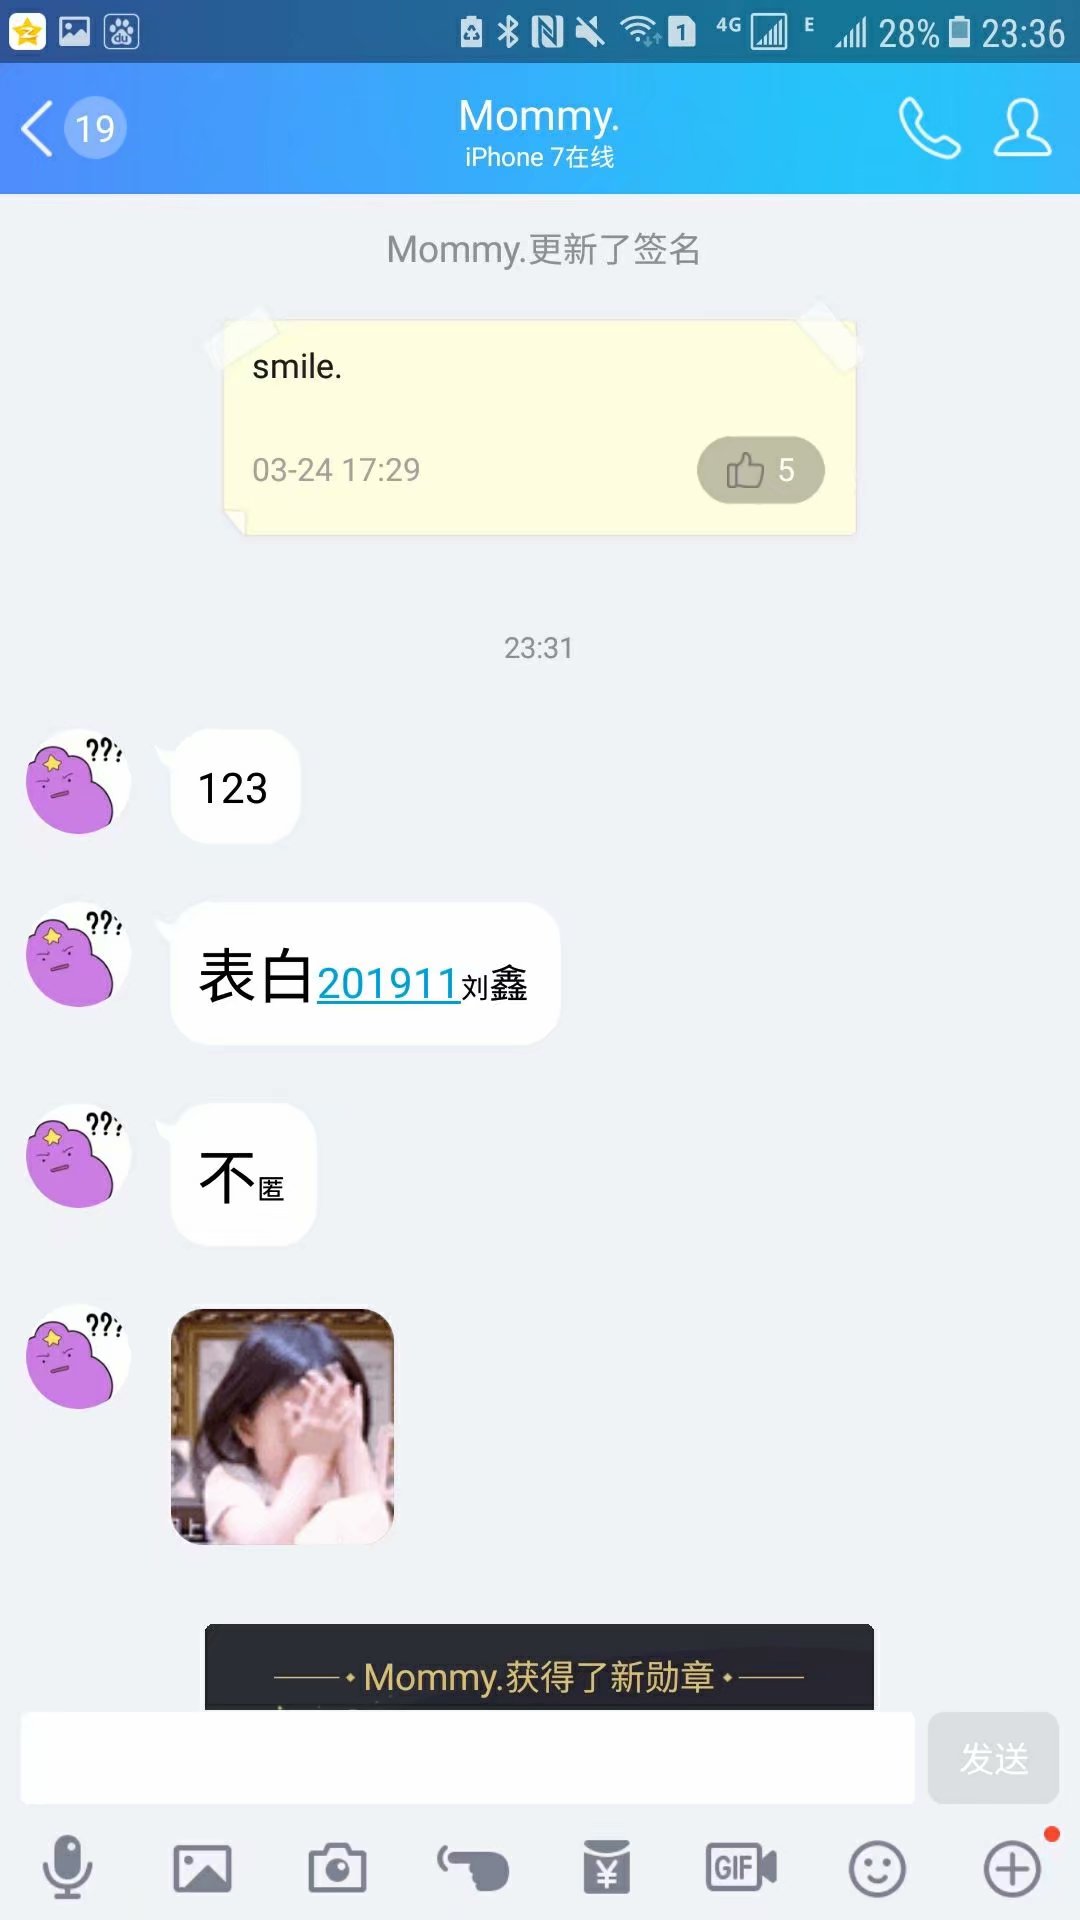 1 4G E 28% 23:36
19
Mommy.
iPhone 7在线
Mommy.更新了签名
smile.
03-24 17:29
5
23:31
???
123
???
表白201911刘鑫
???
不匿
???
Mommy.获得了新勋章
发送
GIF